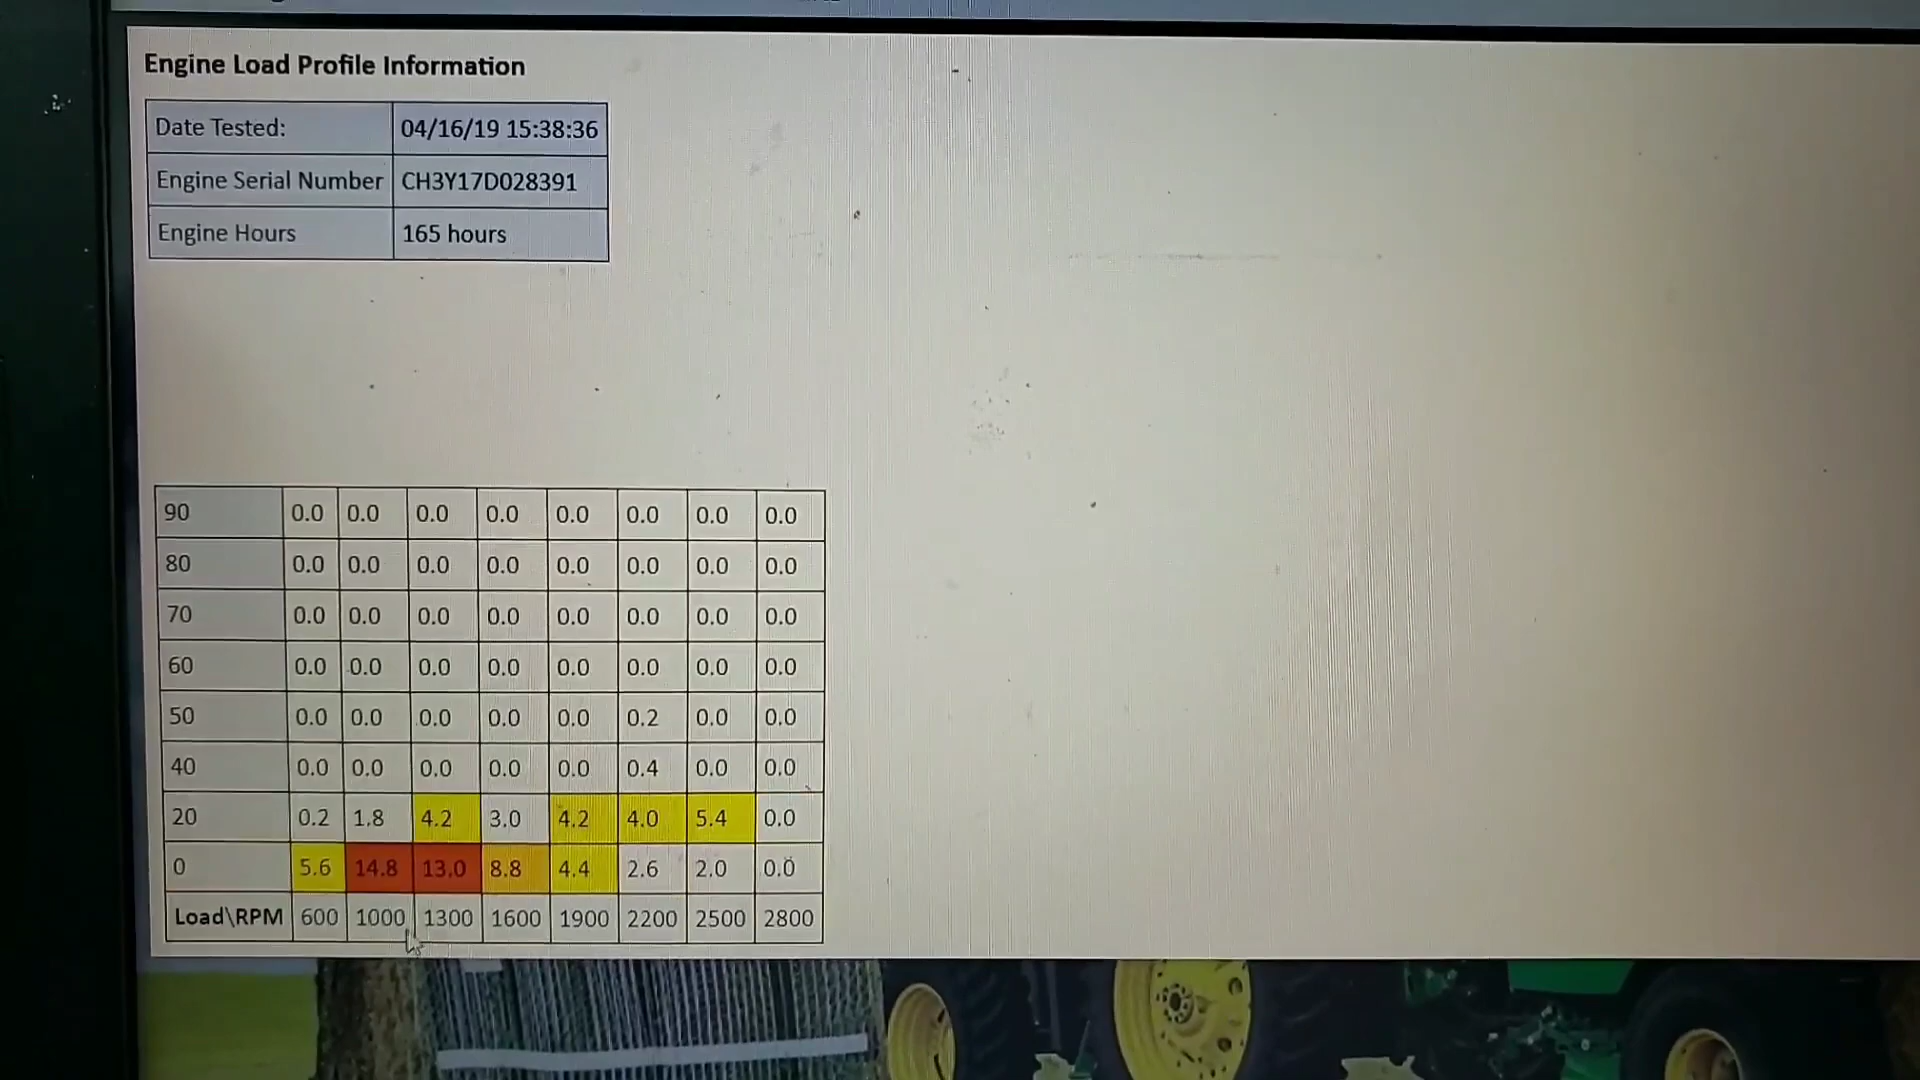 Engine Load Profile Information
Date Tested: 04/16/19 15:38:36
Engine Serial Number CH3Y17D028391
Engine Hours 165 hours
90 0.0 0.0 0.0 0.0 0.0 0.0 0.0 0.0
80 0.0 0.0 0.0 0.0 0.0 0.0 0.0 0.0
70 0.0 0.0 0.0 0.0 0.0 0.0 0.0 0.0
60 0.0 0.0 0.0 0.0 0.0 0.0 0.0 0.0
50 0.0 0.0 0.0 0.0 0.0 0.2 0.0 0.0
40 0.0 0.0 0.0 0.0 0.0 0.4 0.0 0.0
20 0.2 1.8 4.2 3.0 4.2 4.0 5.4 0.0
0 5.6 14.8 13.0 8.8 4.4 2.6 2.0 0.0
Load\RPM 600 1000 1300 1600 1900 2200 2500 2800